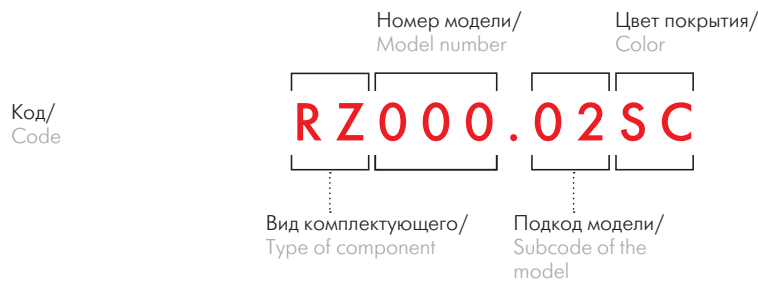 Номер модели/
Model number
Цвет покрытия/
Color
Код/
Code
RZ000.02SC
Вид комплектующего/
Type of component
Подкод модели/
Subcode of the
model